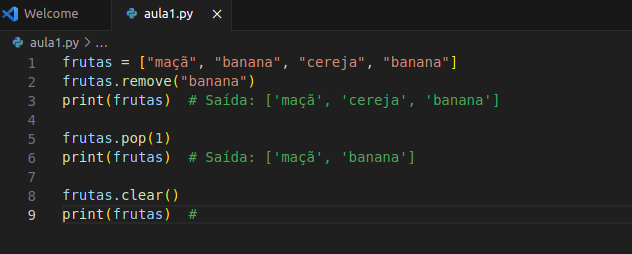 Welcome aula1.py ×
aula1.py > ...
1 frutas = ["maçã", "banana", "cereja", "banana"]
2 frutas.remove("banana")
3 print(frutas)  # Saída: ['maçã', 'cereja', 'banana']
4
5 frutas.pop(1)
6 print(frutas)  # Saída: ['maçã', 'banana']
7
8 frutas.clear()
9 print(frutas)  #